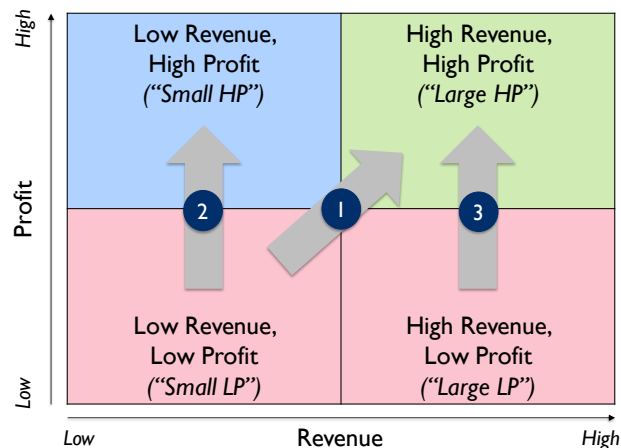 High
Low Revenue,
High Profit
(“Small HP”)
High Revenue,
High Profit
(“Large HP”)
Profit
2
1
3
Low Revenue,
Low Profit
(“Small LP”)
High Revenue,
Low Profit
(“Large LP”)
Low
Low
Revenue
High